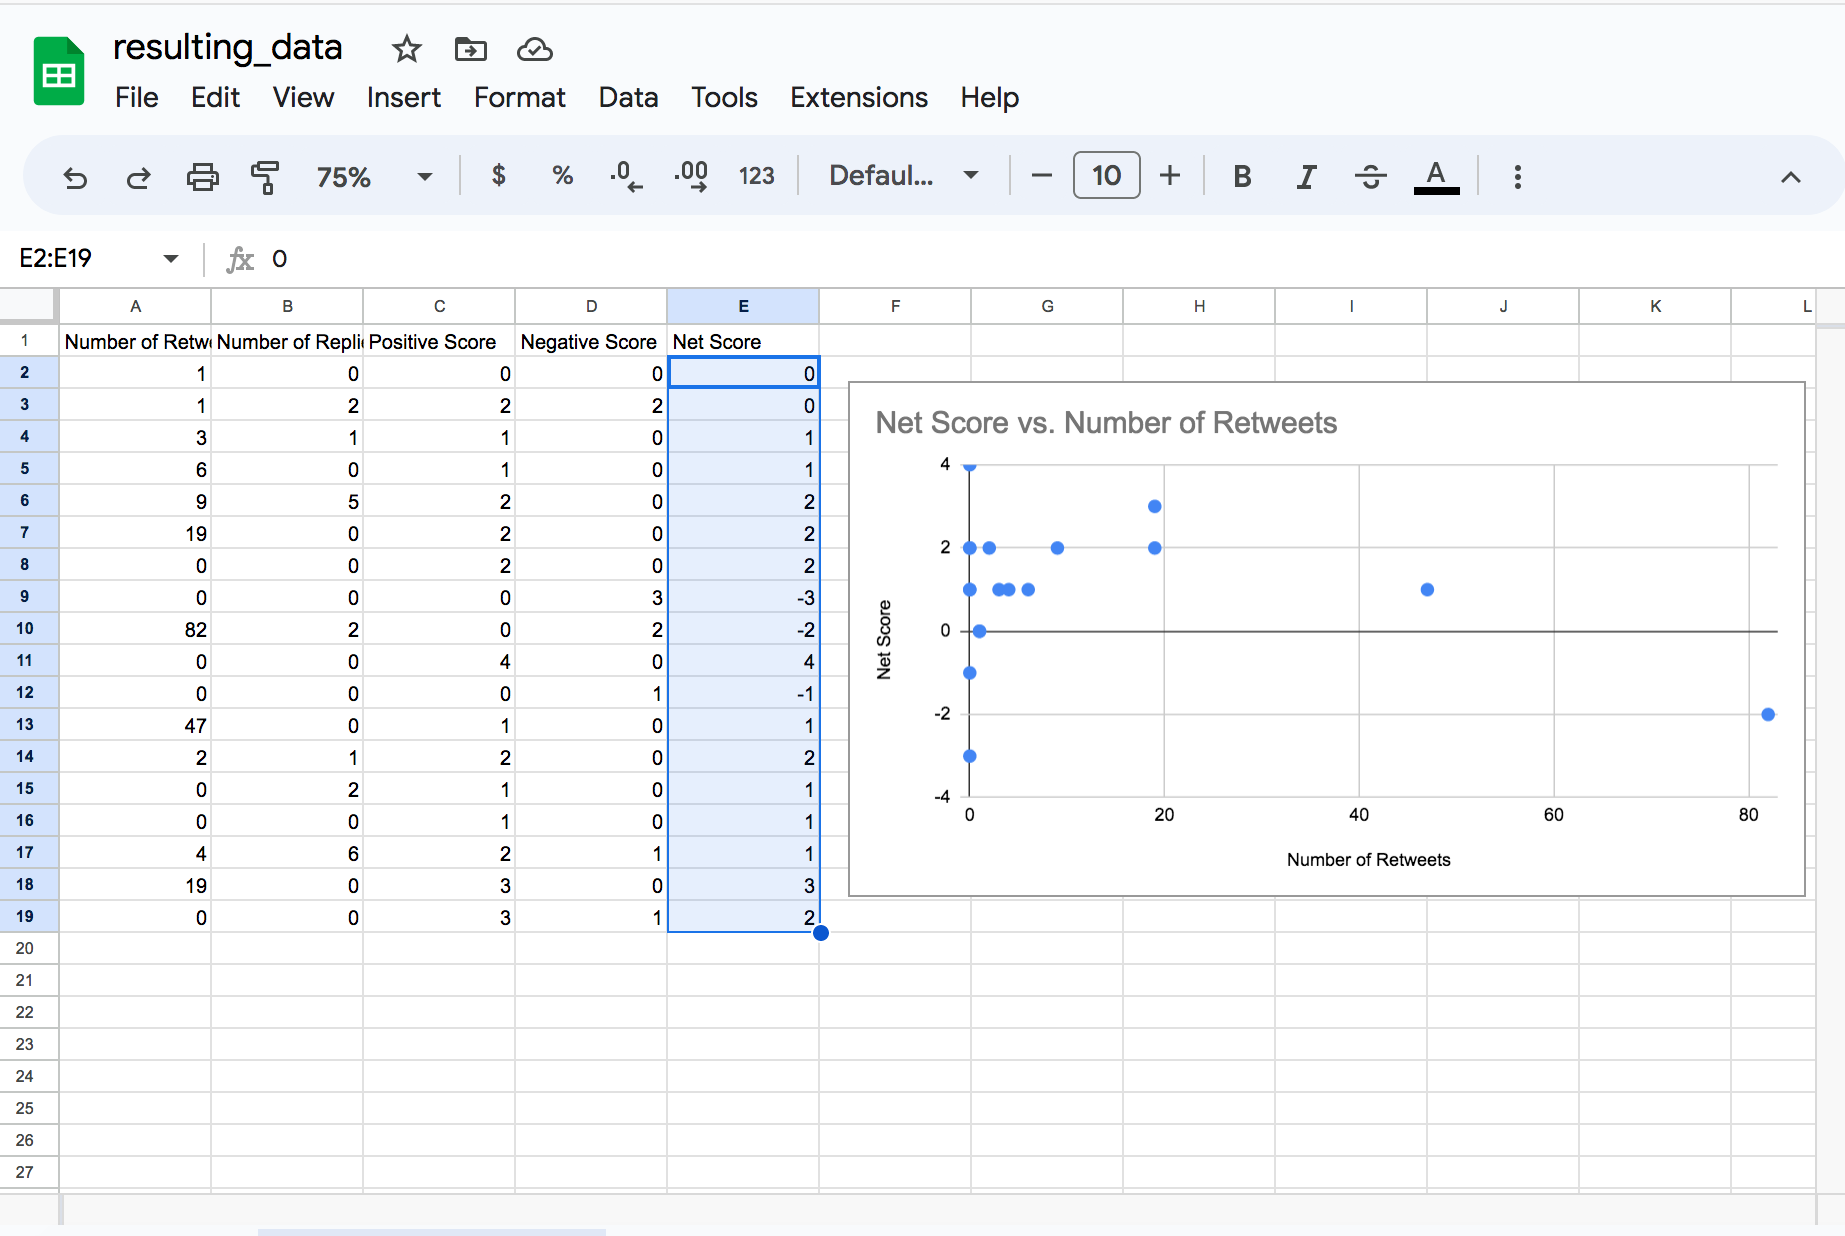 resulting_data
File Edit View Insert Format Data Tools Extensions Help
75% $ % .0 .00 123 Defaul... 10 B I S A
E2:E19 fx 0
A B C D E F G H I J K L
1 Number of Retw Number of Repli Positive Score Negative Score Net Score
2 1 0 0 0 0
3 1 2 2 2 0
4 3 1 1 0 1
5 6 0 1 0 1
6 9 5 2 0 2
7 19 0 2 0 2
8 0 0 2 0 2
9 0 0 0 3 -3
10 82 2 0 2 -2
11 0 0 4 0 4
12 0 0 0 1 -1
13 47 0 1 0 1
14 2 1 2 0 2
15 0 2 1 0 1
16 0 0 1 0 1
17 4 6 2 1 1
18 19 0 3 0 3
19 0 0 3 1 2
20
21
22
23
24
25
26
27
Net Score vs. Number of Retweets
Net Score
4
2
0
-2
-4
0 20 40 60 80
Number of Retweets